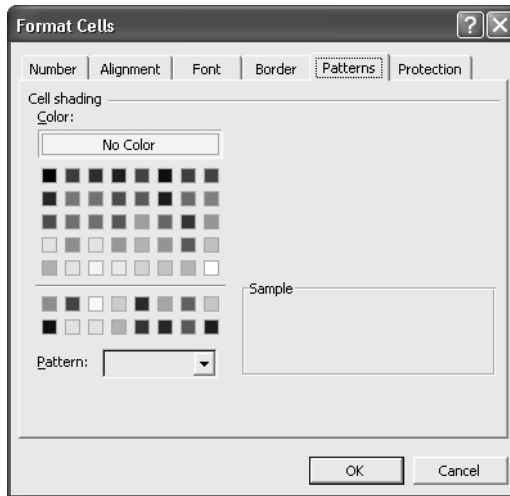 Format Cells
Number Alignment Font Border Patterns Protection
Cell shading
Color:
No Color
Sample
Pattern:
OK Cancel